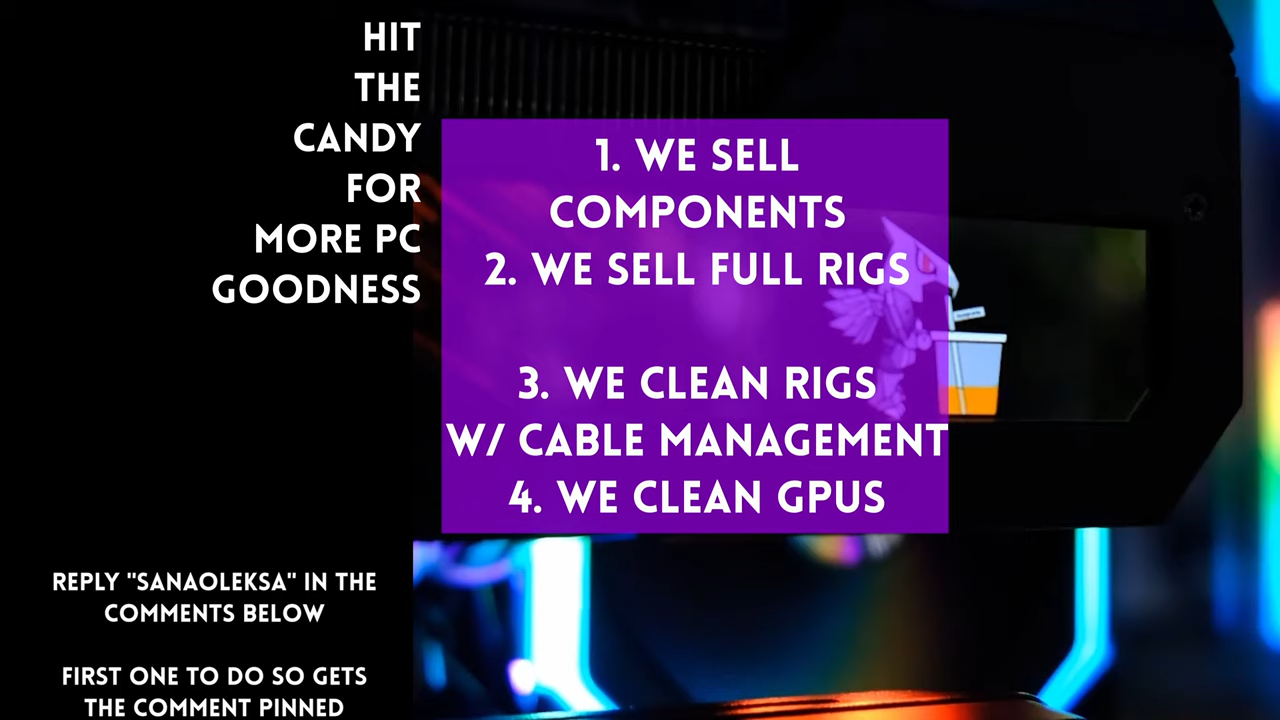 HIT
THE
CANDY
FOR
MORE PC
GOODNESS
1. WE SELL
COMPONENTS
2. WE SELL FULL RIGS
3. WE CLEAN RIGS
W/ CABLE MANAGEMENT
4. WE CLEAN GPUS
REPLY "SANAOLEKSA" IN THE
COMMENTS BELOW
FIRST ONE TO DO SO GETS
THE COMMENT PINNED